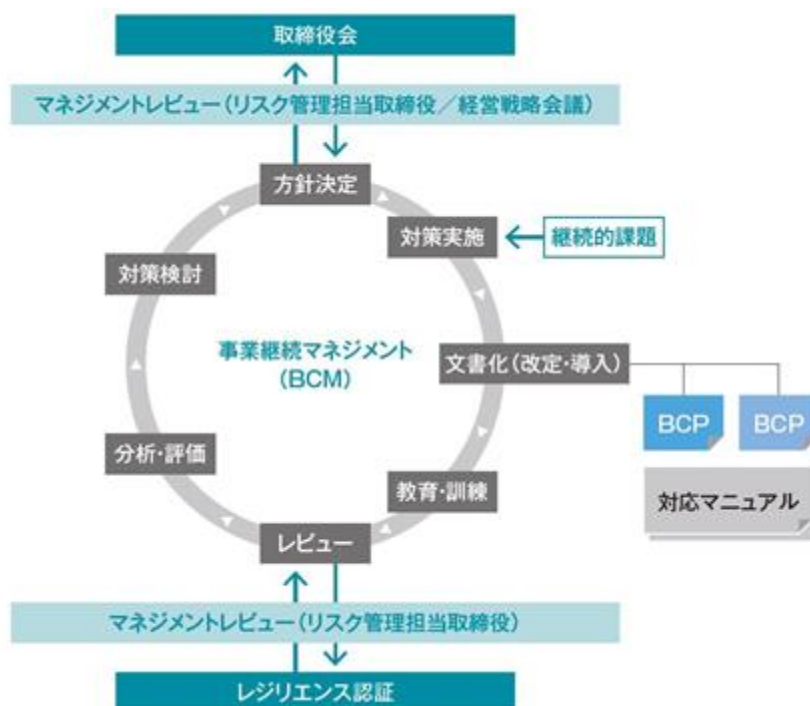 取締役会
マネジメントレビュー(リスク管理担当取締役／経営戦略会議)
方針決定
対策実施
継続的課題
対策検討
事業継続マネジメント
(BCM)
文書化(改定・導入)
BCP
BCP
分析・評価
教育・訓練
対応マニュアル
レビュー
マネジメントレビュー(リスク管理担当取締役)
レジリエンス認証